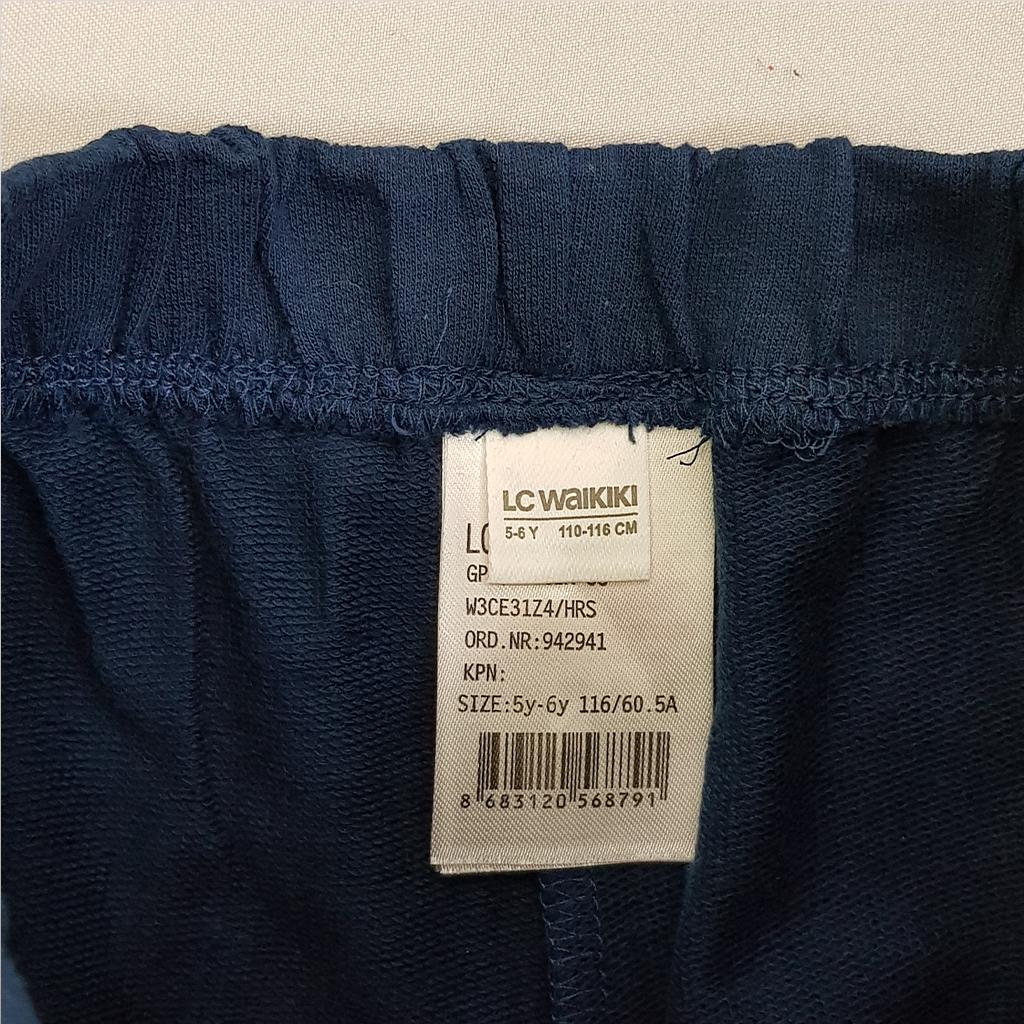 LC WAIKIKI
5-6 Y 110-116 CM
GP
W3CE31Z4/HRS
ORD.NR:942941
KPN:
SIZE:5y-6y 116/60.5A
8 683120 568791